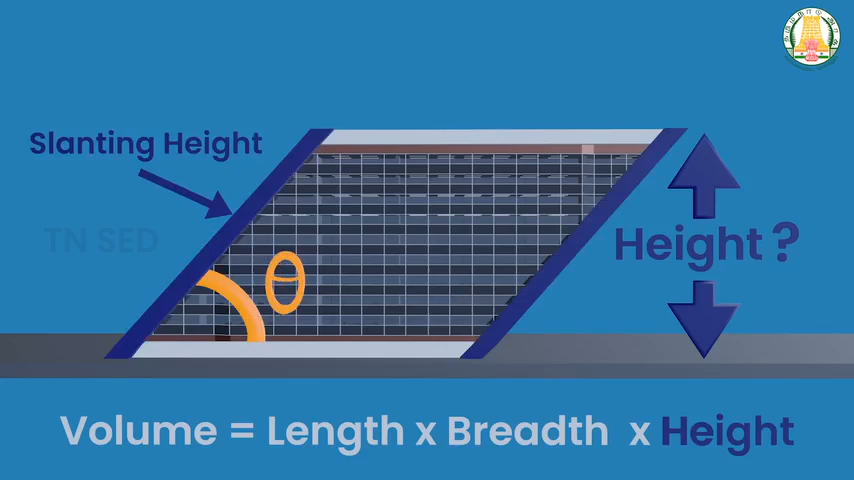 Slanting Height
TN SED
θ
Height ?
Volume = Length x Breadth x Height